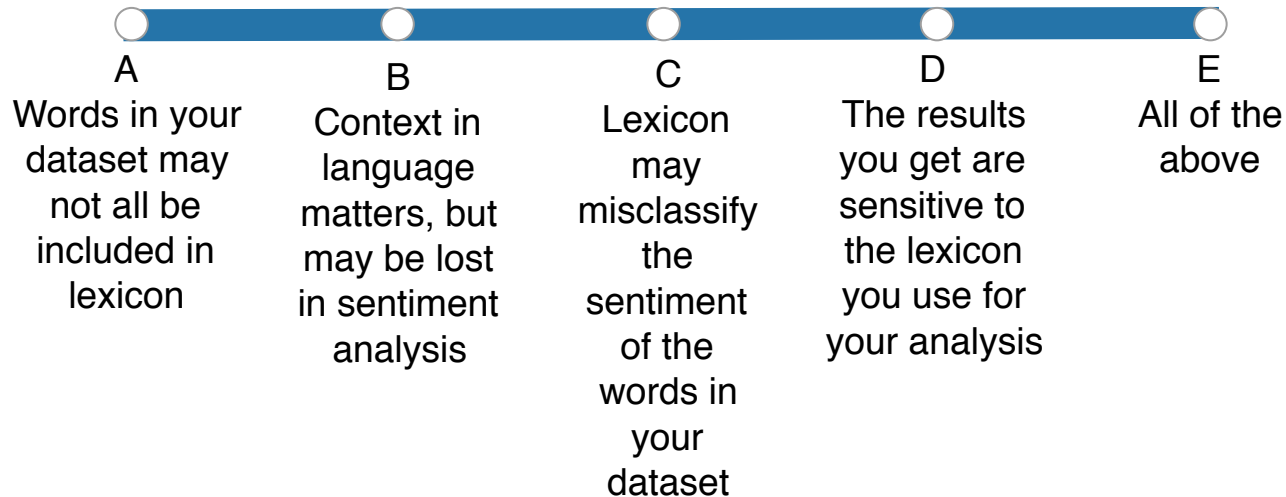 A
Words in your
dataset may
not all be
included in
lexicon
B
Context in
language
matters, but
may be lost
in sentiment
analysis
C
Lexicon
may
misclassify
the
sentiment
of the
words in
your
dataset
D
The results
you get are
sensitive to
the lexicon
you use for
your analysis
E
All of the
above